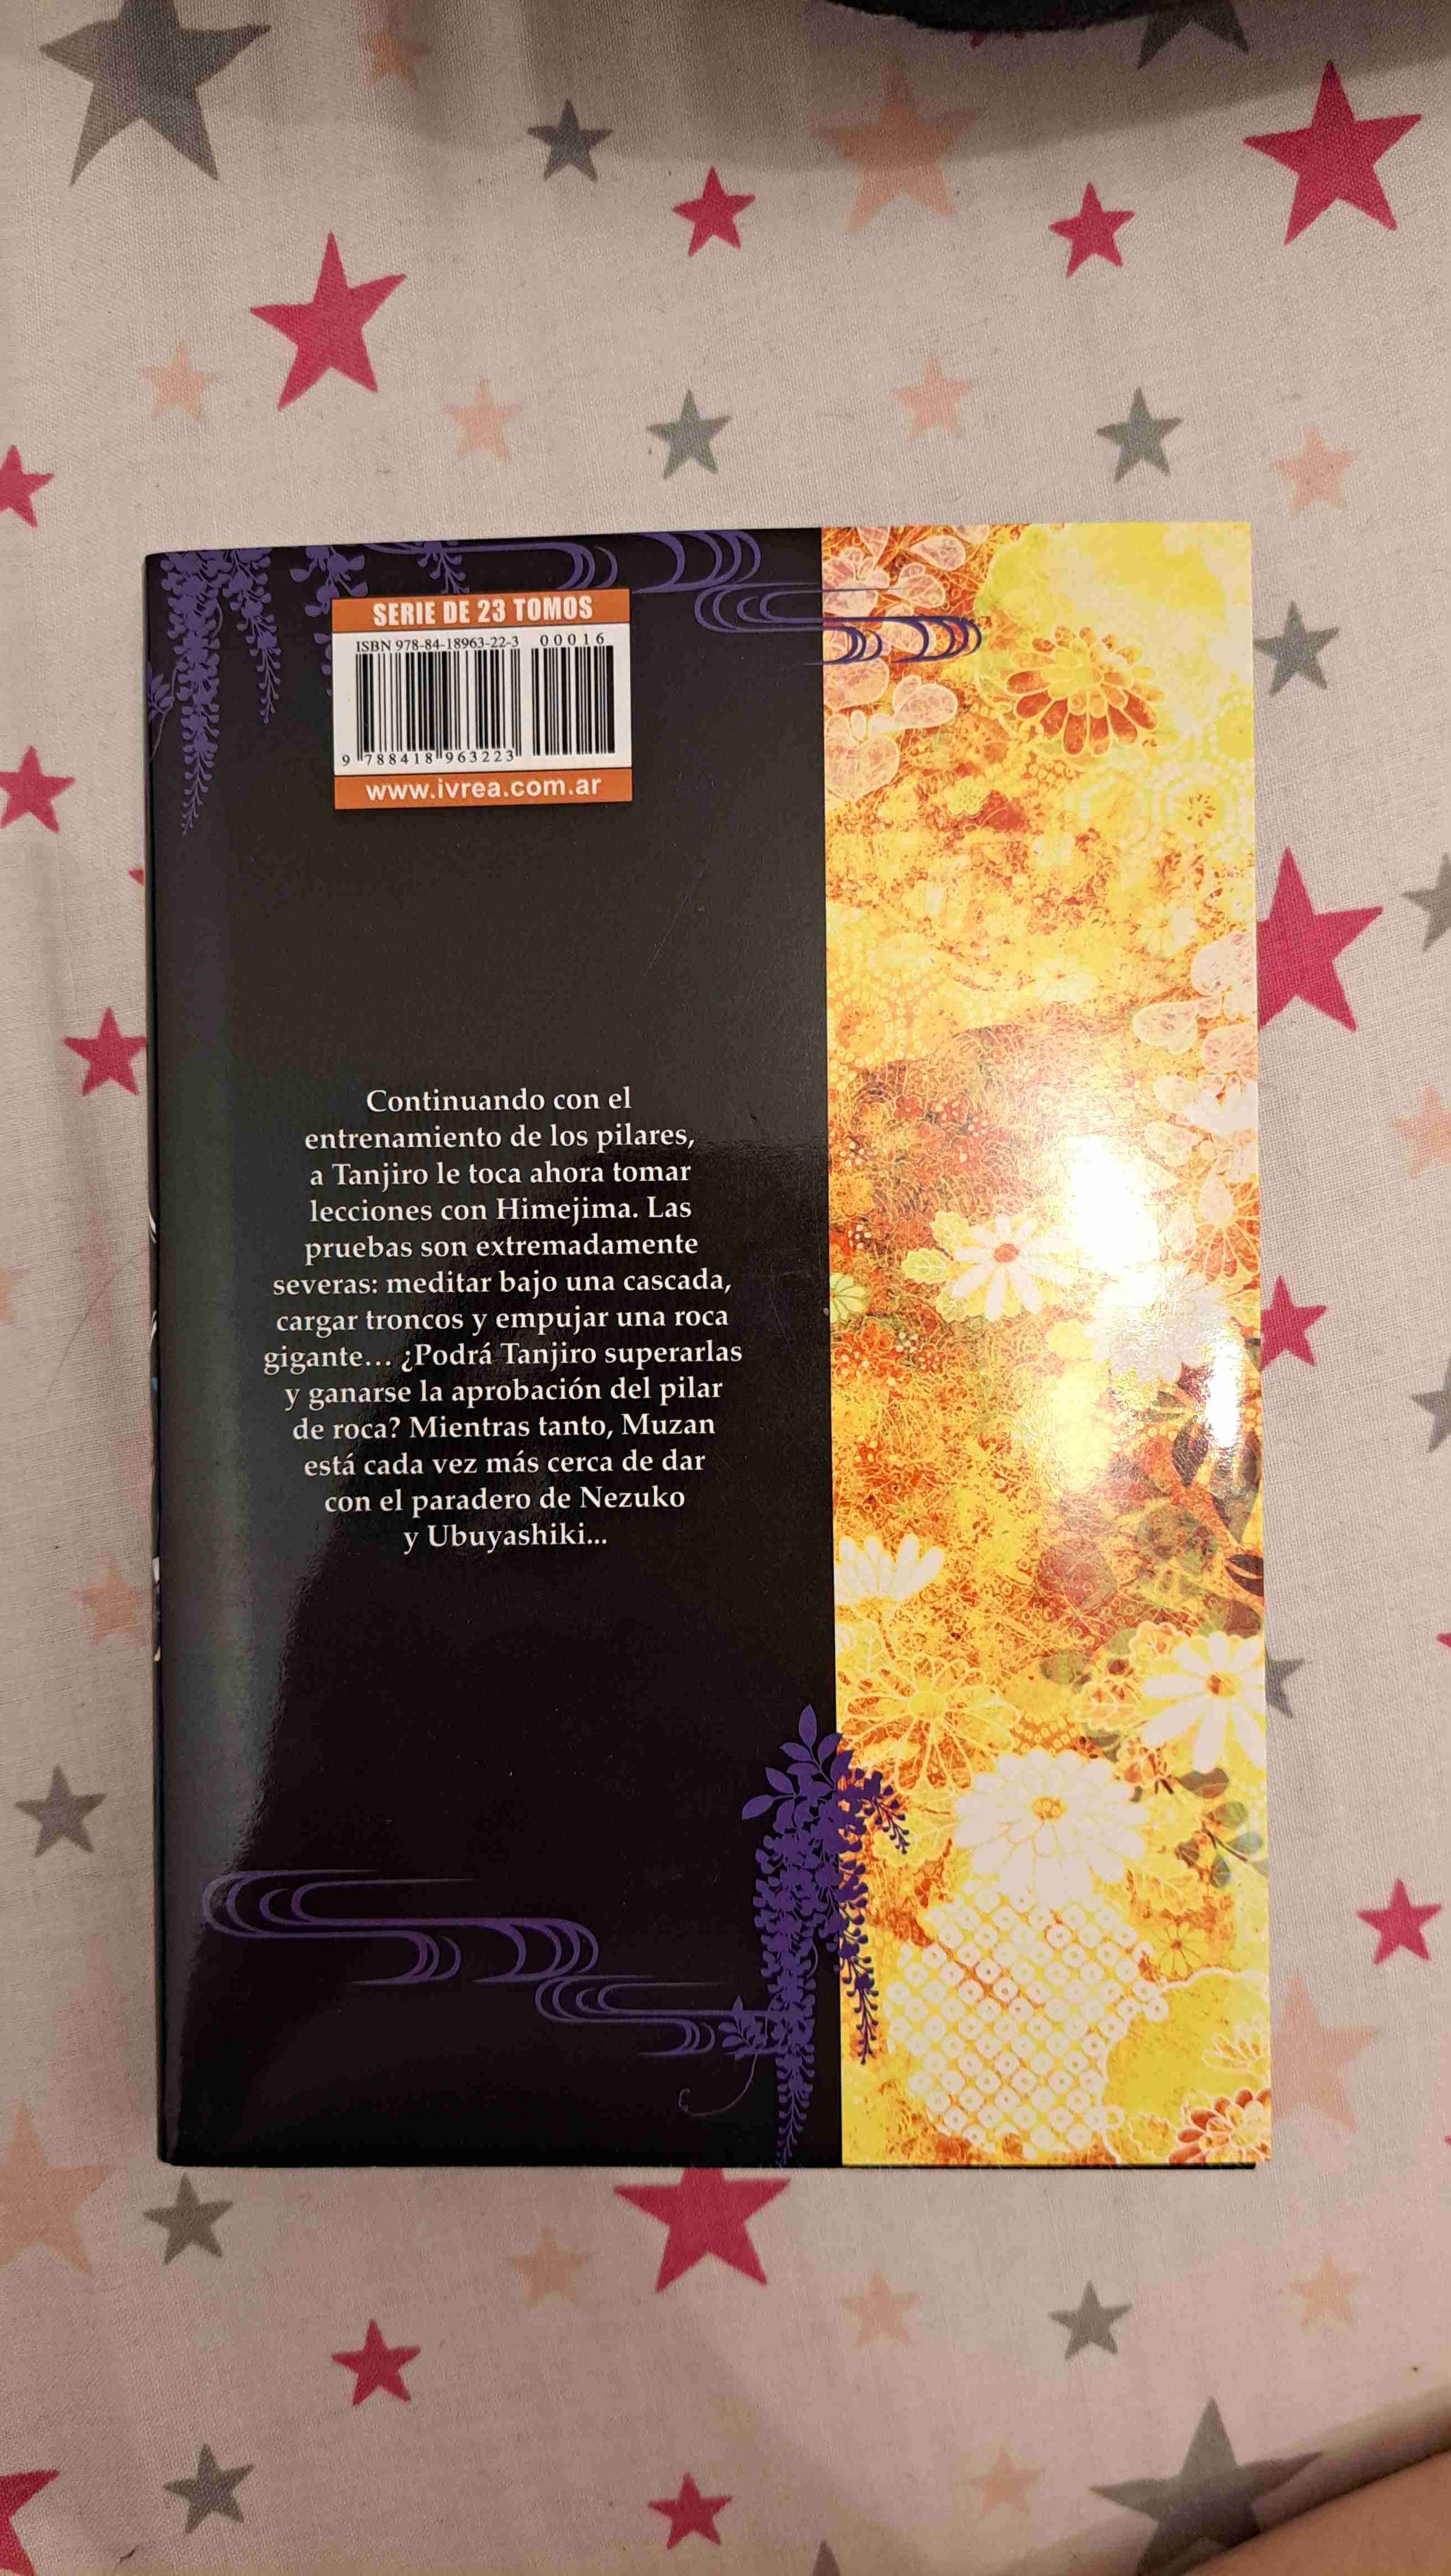 SERIE DE 23 TOMOS
ISBN 978-84-18963-22-3 00016
9 788418 963223
www.ivrea.com.ar
Continuando con el
entrenamiento de los pilares,
a Tanjiro le toca ahora tomar
lecciones con Himejima. Las
pruebas son extremadamente
severas: meditar bajo una cascada,
cargar troncos y empujar una roca
gigante... ¿Podrá Tanjiro superarlas
y ganarse la aprobación del pilar
de roca? Mientras tanto, Muzan
está cada vez más cerca de dar
con el paradero de Nezuko
y Ubuyashiki...